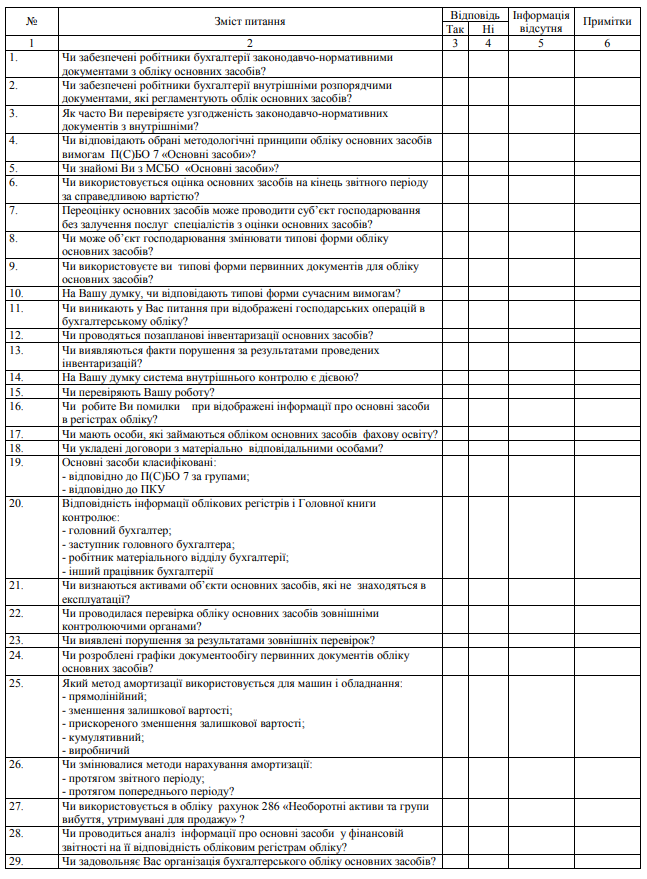 №
Зміст питання
Відповідь
Інформація
відсутня
Примітки
Так
Ні
1
2
3
4
5
6
1.
Чи забезпечені робітники бухгалтерії законодавчо-нормативними
документами з обліку основних засобів?
2.
Чи забезпечені робітники бухгалтерії внутрішніми розпорядчими
документами, які регламентують облік основних засобів?
3.
Як часто Ви перевіряєте узгодженість законодавчо-нормативних
документів з внутрішніми?
4.
Чи відповідають обрані методологічні принципи обліку основних засобів
вимогам П(С)БО 7 «Основні засоби»?
5.
Чи знайомі Ви з МСБО «Основні засоби»?
6.
Чи використовується оцінка основних засобів на кінець звітного періоду
за справедливою вартістю?
7.
Переоцінку основних засобів може проводити суб’єкт господарювання
без залучення послуг спеціалістів з оцінки основних засобів?
8.
Чи може об’єкт господарювання змінювати типові форми обліку
основних засобів?
9.
Чи використовуєте ви типові форми первинних документів для обліку
основних засобів?
10.
На Вашу думку, чи відповідають типові форми сучасним вимогам?
11.
Чи виникають у Вас питання при відображені господарських операцій в
бухгалтерському обліку?
12.
Чи проводяться позапланові інвентаризації основних засобів?
13.
Чи виявляються факти порушення за результатами проведених
інвентаризацій?
14.
На Вашу думку система внутрішнього контролю є дієвою?
15.
Чи перевіряють Вашу роботу?
16.
Чи робите Ви помилки при відображені інформації про основні засоби
в регістрах обліку?
17.
Чи мають особи, які займаються обліком основних засобів фахову освіту?
18.
Чи укладені договори з матеріально відповідальними особами?
19.
Основні засоби класифіковані:
- відповідно до П(С)БО 7 за групами;
- відповідно до ПКУ
20.
Відповідність інформації облікових регістрів і Головної книги
контролює:
- головний бухгалтер;
- заступник головного бухгалтера;
- робітник матеріального відділу бухгалтерії;
- інший працівник бухгалтерії
21.
Чи визнаються активами об’єкти основних засобів, які не знаходяться в
експлуатації?
22.
Чи проводилася перевірка обліку основних засобів зовнішніми
контролюючими органами?
23.
Чи виявлені порушення за результатами зовнішніх перевірок?
24.
Чи розроблені графіки документообігу первинних документів обліку
основних засобів?
25.
Який метод амортизації використовується для машин і обладнання:
- прямолінійний;
- зменшення залишкової вартості;
- прискореного зменшення залишкової вартості;
- кумулятивний;
- виробничий
26.
Чи змінювалися методи нарахування амортизації:
- протягом звітного періоду;
- протягом попереднього періоду?
27.
Чи використовується в обліку рахунок 286 «Необоротні активи та групи
вибуття, утримувані для продажу» ?
28.
Чи проводиться аналіз інформації про основні засоби у фінансовій
звітності на її відповідність обліковим регістрам обліку?
29.
Чи задовольняє Вас організація бухгалтерського обліку основних засобів?